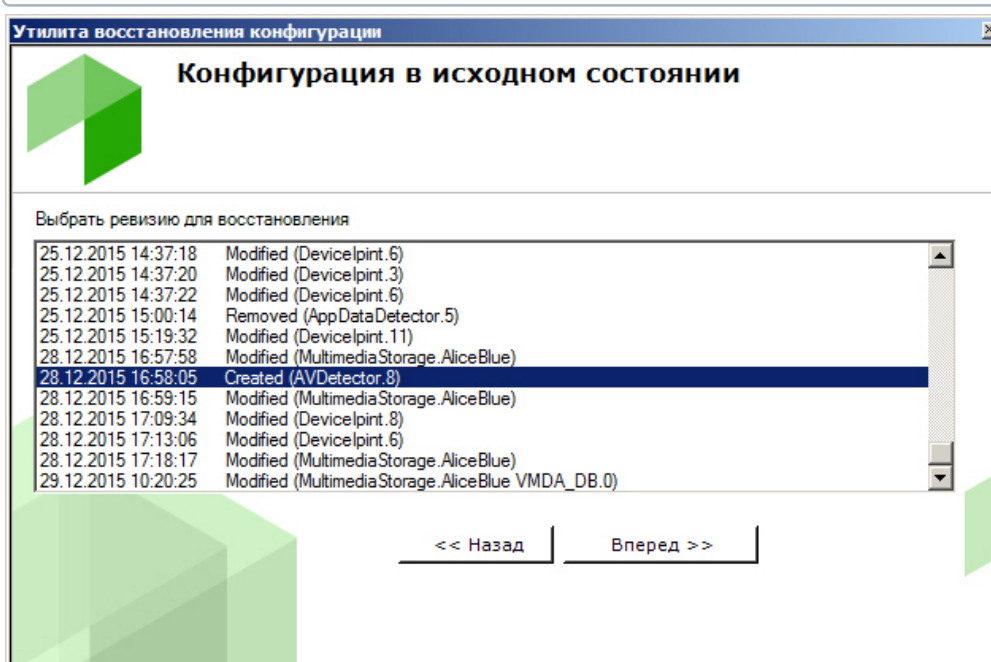 Утилита восстановления конфигурации
Конфигурация в исходном состоянии
Выбрать ревизию для восстановления
25.12.2015 14:37:18 Modified (DeviceIpint.6)
25.12.2015 14:37:20 Modified (DeviceIpint.3)
25.12.2015 14:37:22 Modified (DeviceIpint.6)
25.12.2015 15:00:14 Removed (AppDataDetector.5)
25.12.2015 15:19:32 Modified (DeviceIpint.11)
28.12.2015 16:57:58 Modified (MultimediaStorage.AliceBlue)
28.12.2015 16:58:05 Created (AVDetector.8)
28.12.2015 16:59:15 Modified (MultimediaStorage.AliceBlue)
28.12.2015 17:09:34 Modified (DeviceIpint.8)
28.12.2015 17:13:06 Modified (DeviceIpint.6)
28.12.2015 17:18:17 Modified (MultimediaStorage.AliceBlue)
29.12.2015 10:20:25 Modified (MultimediaStorage.AliceBlue VMDA_DB.0)
<< Назад Вперед >>